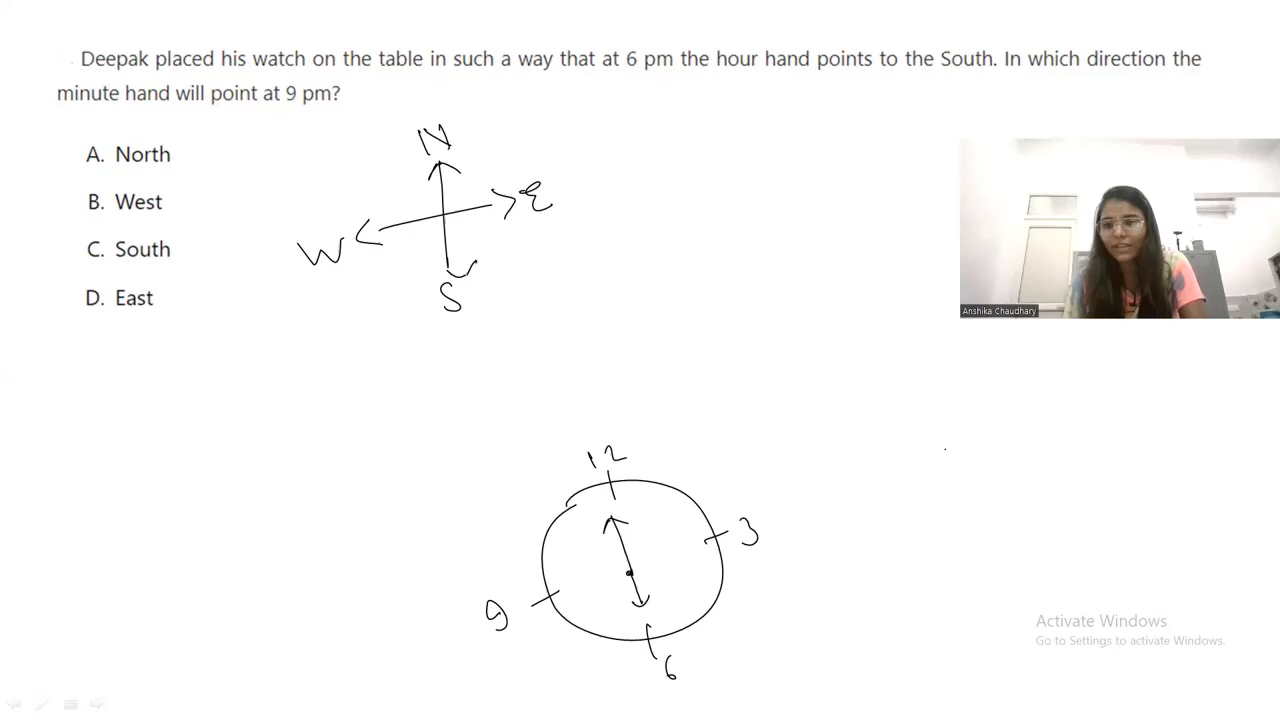 Deepak placed his watch on the table in such a way that at 6 pm the hour hand points to the South. In which direction the
minute hand will point at 9 pm?
A. North
B. West
C. South
D. East
N
E
W
S
Anshika Chaudhary
12
3
9
6
Activate Windows
Go to Settings to activate Windows.